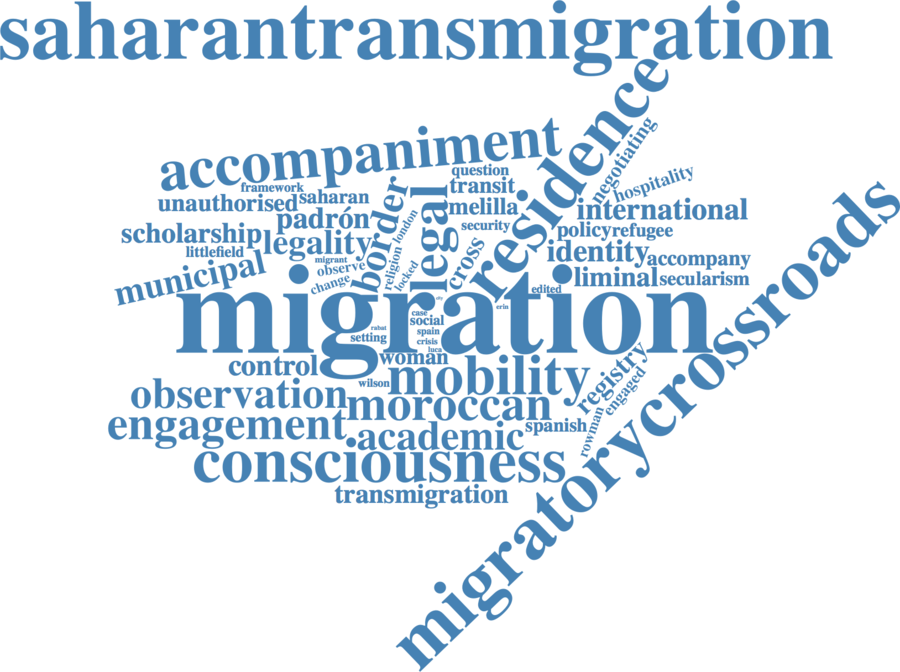 saharantransmigration
residence
accompaniment
negotiating
question
hospitality
framework
transit
border
legal
unauthorised
saharan
melilla
international
padrón
london
security
policy
refugee
scholarship
legality
religion
cross
identity
accompany
littlefield
migrant
observe
locked
liminal
secularism
municipal
change
migration
city
edited
erin
case
social
rabat
spain
setting
crisis
luca
woman
control
wilson
mobility
registry
engaged
observation
moroccan
rowman
engagement
academic
spanish
consciousness
transmigration
migratorycrossroads